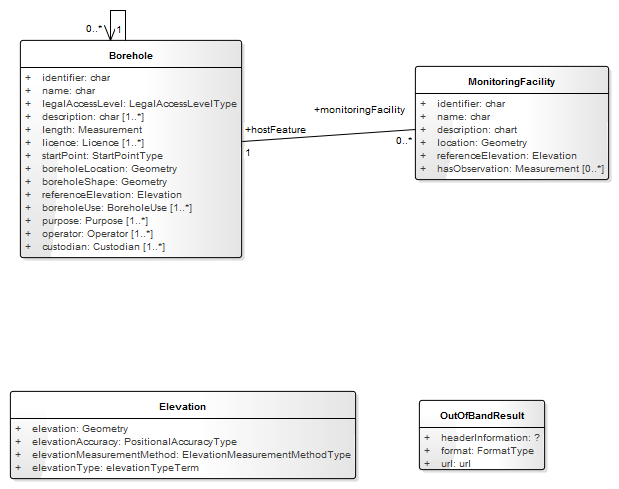 0..* 1
Borehole
+ identifier: char
+ name: char
+ legalAccessLevel: LegalAccessLevelType
+ description: char [1..*]
+ length: Measurement
+ licence: Licence [1..*]
+ startPoint: StartPointType
+ boreholeLocation: Geometry
+ boreholeShape: Geometry
+ referenceElevation: Elevation
+ boreholeUse: BoreholeUse [1..*]
+ purpose: Purpose [1..*]
+ operator: Operator [1..*]
+ custodian: Custodian [1..*]
+hostFeature
1
+monitoringFacility
0..*
MonitoringFacility
+ identifier: char
+ name: char
+ description: chart
+ location: Geometry
+ referenceElevation: Elevation
+ hasObservation: Measurement [0..*]
Elevation
+ elevation: Geometry
+ elevationAccuracy: PositionalAccuracyType
+ elevationMeasurementMethod: ElevationMeasurementMethodType
+ elevationType: elevationTypeTerm
OutOfBandResult
+ headerInformation: ?
+ format: FormatType
+ url: url